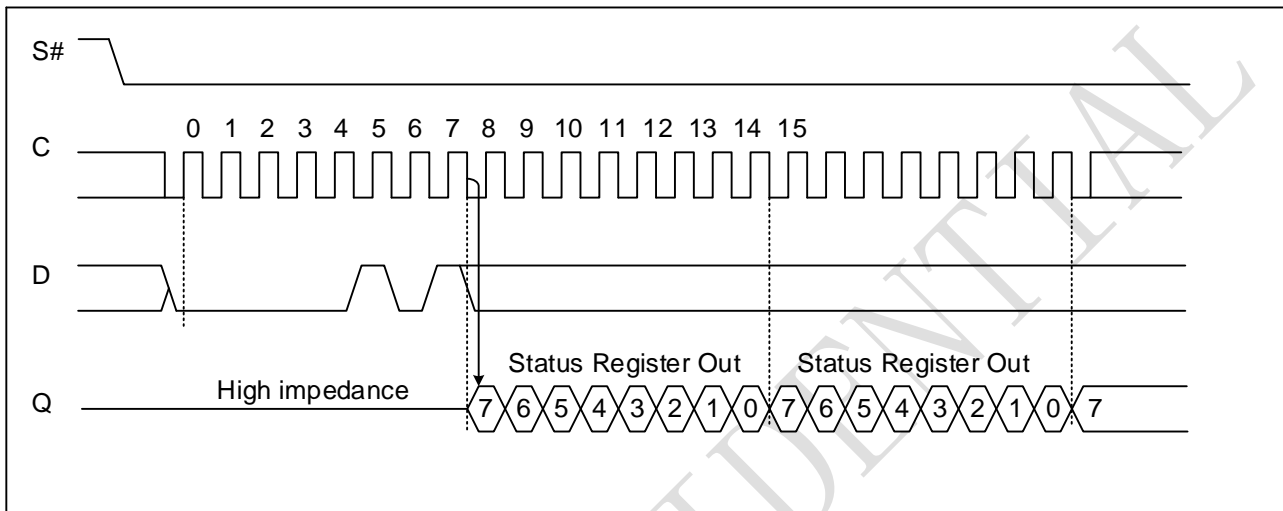 S#
0 1 2 3 4 5 6 7 8 9 10 11 12 13 14 15
C
D
Status Register Out Status Register Out
High impedance
Q
7 6 5 4 3 2 1 0 7 6 5 4 3 2 1 0 7